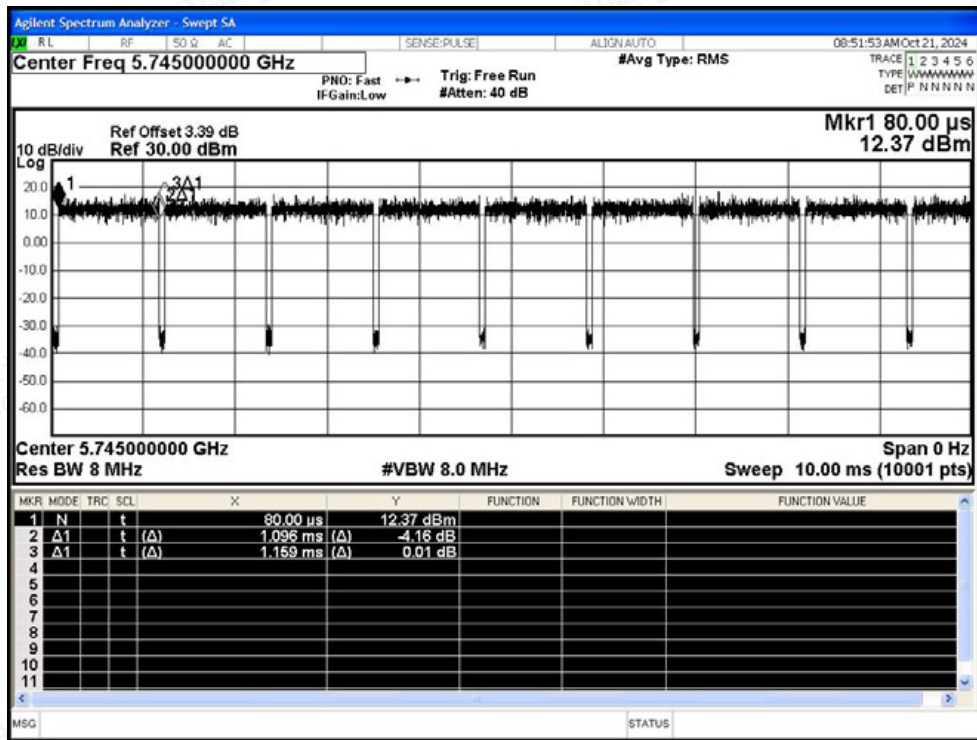 Agilent Spectrum Analyzer - Swept SA
LXI RL RF 50 Ω AC SENSE:PULSE ALIGNAUTO 08:51:53 AM Oct 21, 2024
Center Freq 5.745000000 GHz #Avg Type: RMS TRACE 1 2 3 4 5 6
PNO: Fast Trig: Free Run TYPE WWWWWW
IFGain:Low #Atten: 40 dB DET P N N N N N
Mkr1 80.00 µs
Ref Offset 3.39 dB
10 dB/div Ref 30.00 dBm 12.37 dBm
Log
1 3Δ1
2Δ1
20.0
10.0
0.00
-10.0
-20.0
-30.0
-40.0
-50.0
-60.0
Center 5.745000000 GHz Span 0 Hz
Res BW 8 MHz #VBW 8.0 MHz Sweep 10.00 ms (10001 pts)
MKR MODE TRC SCL X Y FUNCTION FUNCTION WIDTH FUNCTION VALUE
1 N t 80.00 µs 12.37 dBm
2 Δ1 t (Δ) 1.096 ms (Δ) -4.16 dB
3 Δ1 t (Δ) 1.159 ms (Δ) 0.01 dB
4
5
6
7
8
9
10
11
MSG STATUS